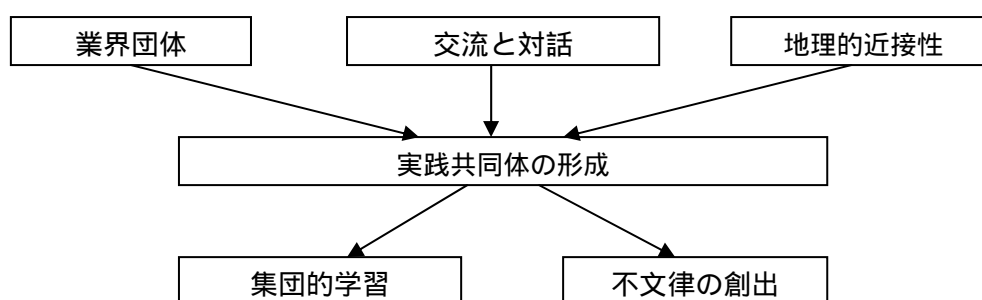 業界団体
交流と対話
地理的近接性
実践共同体の形成
集団的学習
不文律の創出